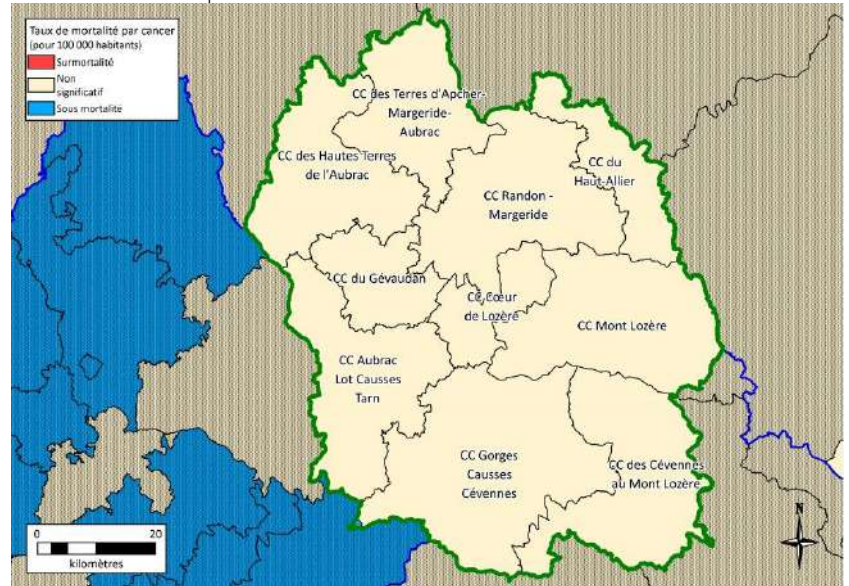 Taux de mortalité par cancer
(pour 100 000 habitants)
Surmortalité
Non
significatif
Sous mortalité
CC des Terres d'Apcher-
Margeride-
Aubrac
CC des Hautes Terres
de l'Aubrac
CC du
Haut-Allier
CC Randon -
Margeride
CC du Gévaudan
CC Cœur
de Lozère
CC Mont Lozère
CC Aubrac
Lot Causses
Tarn
CC Gorges
Causses
Cévennes
CC des Cévennes
au Mont Lozère
N
0 20
kilomètres